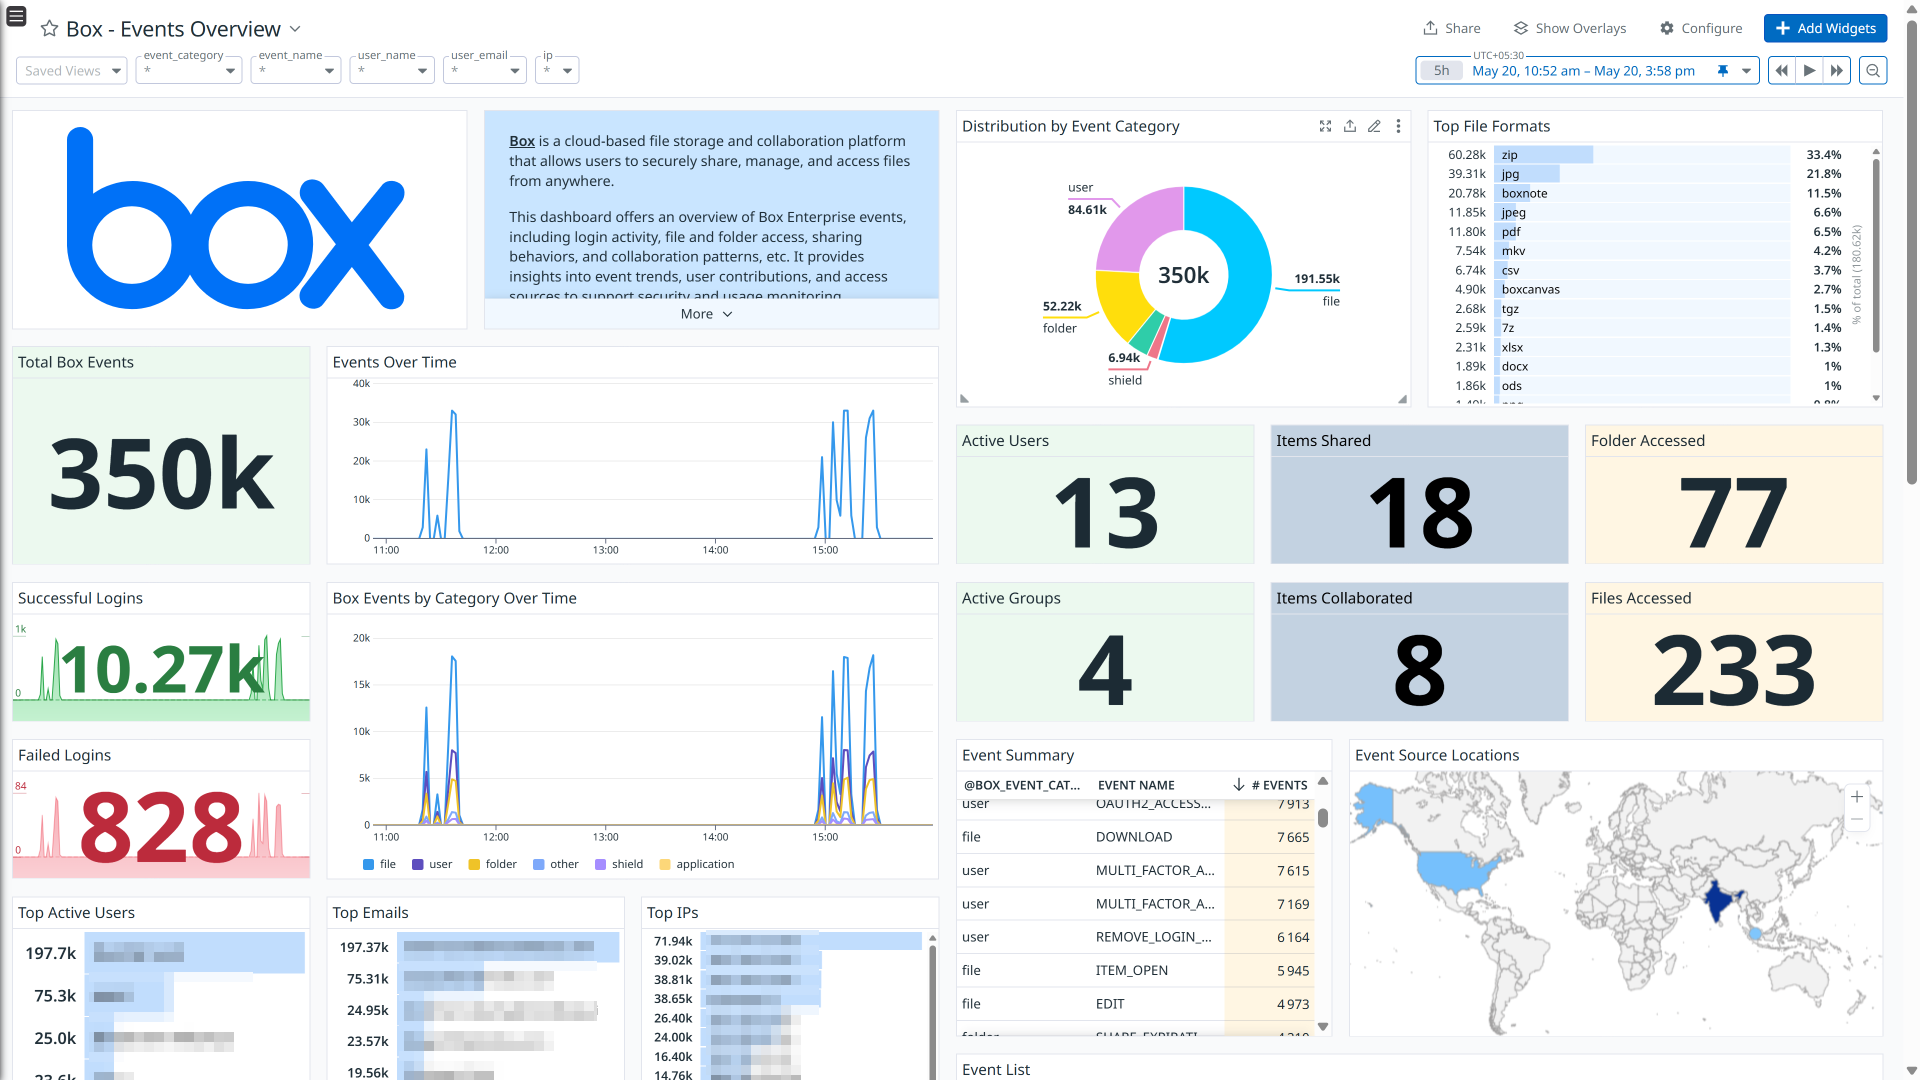 Box - Events Overview
Share
Show Overlays
Configure
Add Widgets
Saved Views
event_category
*
event_name
*
user_name
*
user_email
*
ip
*
UTC+05:30
5h
May 20, 10:52 am – May 20, 3:58 pm
box
Box is a cloud-based file storage and collaboration platform
that allows users to securely share, manage, and access files
from anywhere.
This dashboard offers an overview of Box Enterprise events,
including login activity, file and folder access, sharing
behaviors, and collaboration patterns, etc. It provides
insights into event trends, user contributions, and access
sources to support security and usage monitoring.
More
Distribution by Event Category
user
84.61k
350k
191.55k
file
52.22k
folder
6.94k
shield
Top File Formats
60.28k zip 33.4%
39.31k jpg 21.8%
20.78k boxnote 11.5%
11.85k jpeg 6.6%
11.80k pdf 6.5%
7.54k mkv 4.2%
6.74k csv 3.7%
4.90k boxcanvas 2.7%
2.68k tgz 1.5%
2.59k 7z 1.4%
2.31k xlsx 1.3%
1.89k docx 1%
1.86k ods 1%
% of total (180.62k)
Total Box Events
350k
Events Over Time
40k
30k
20k
10k
0
11:00 12:00 13:00 14:00 15:00
Active Users
13
Items Shared
18
Folder Accessed
77
Successful Logins
1k
10.27k
0
Box Events by Category Over Time
20k
15k
10k
5k
0
11:00 12:00 13:00 14:00 15:00
file user folder other shield application
Active Groups
4
Items Collaborated
8
Files Accessed
233
Failed Logins
84
828
0
Event Summary
@BOX_EVENT_CAT... EVENT NAME # EVENTS
user OAUTH2_ACCESS... 7 913
file DOWNLOAD 7 665
user MULTI_FACTOR_A... 7 615
user MULTI_FACTOR_A... 7 169
user REMOVE_LOGIN_... 6 164
file ITEM_OPEN 5 945
file EDIT 4 973
Event Source Locations
+
−
Top Active Users
197.7k
75.3k
25.0k
Top Emails
197.37k
75.31k
24.95k
23.57k
19.56k
Top IPs
71.94k
39.02k
38.81k
38.65k
26.40k
24.00k
16.40k
14.76k
Event List